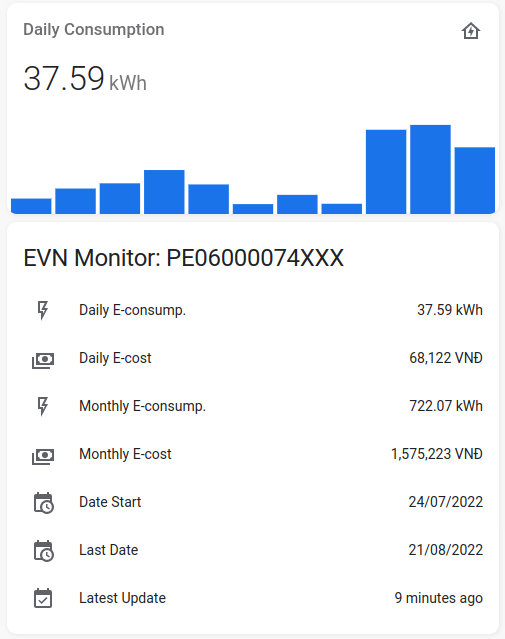 Daily Consumption
37.59 kWh
EVN Monitor: PE06000074XXX
Daily E-consump. 37.59 kWh
Daily E-cost 68,122 VNĐ
Monthly E-consump. 722.07 kWh
Monthly E-cost 1,575,223 VNĐ
Date Start 24/07/2022
Last Date 21/08/2022
Latest Update 9 minutes ago